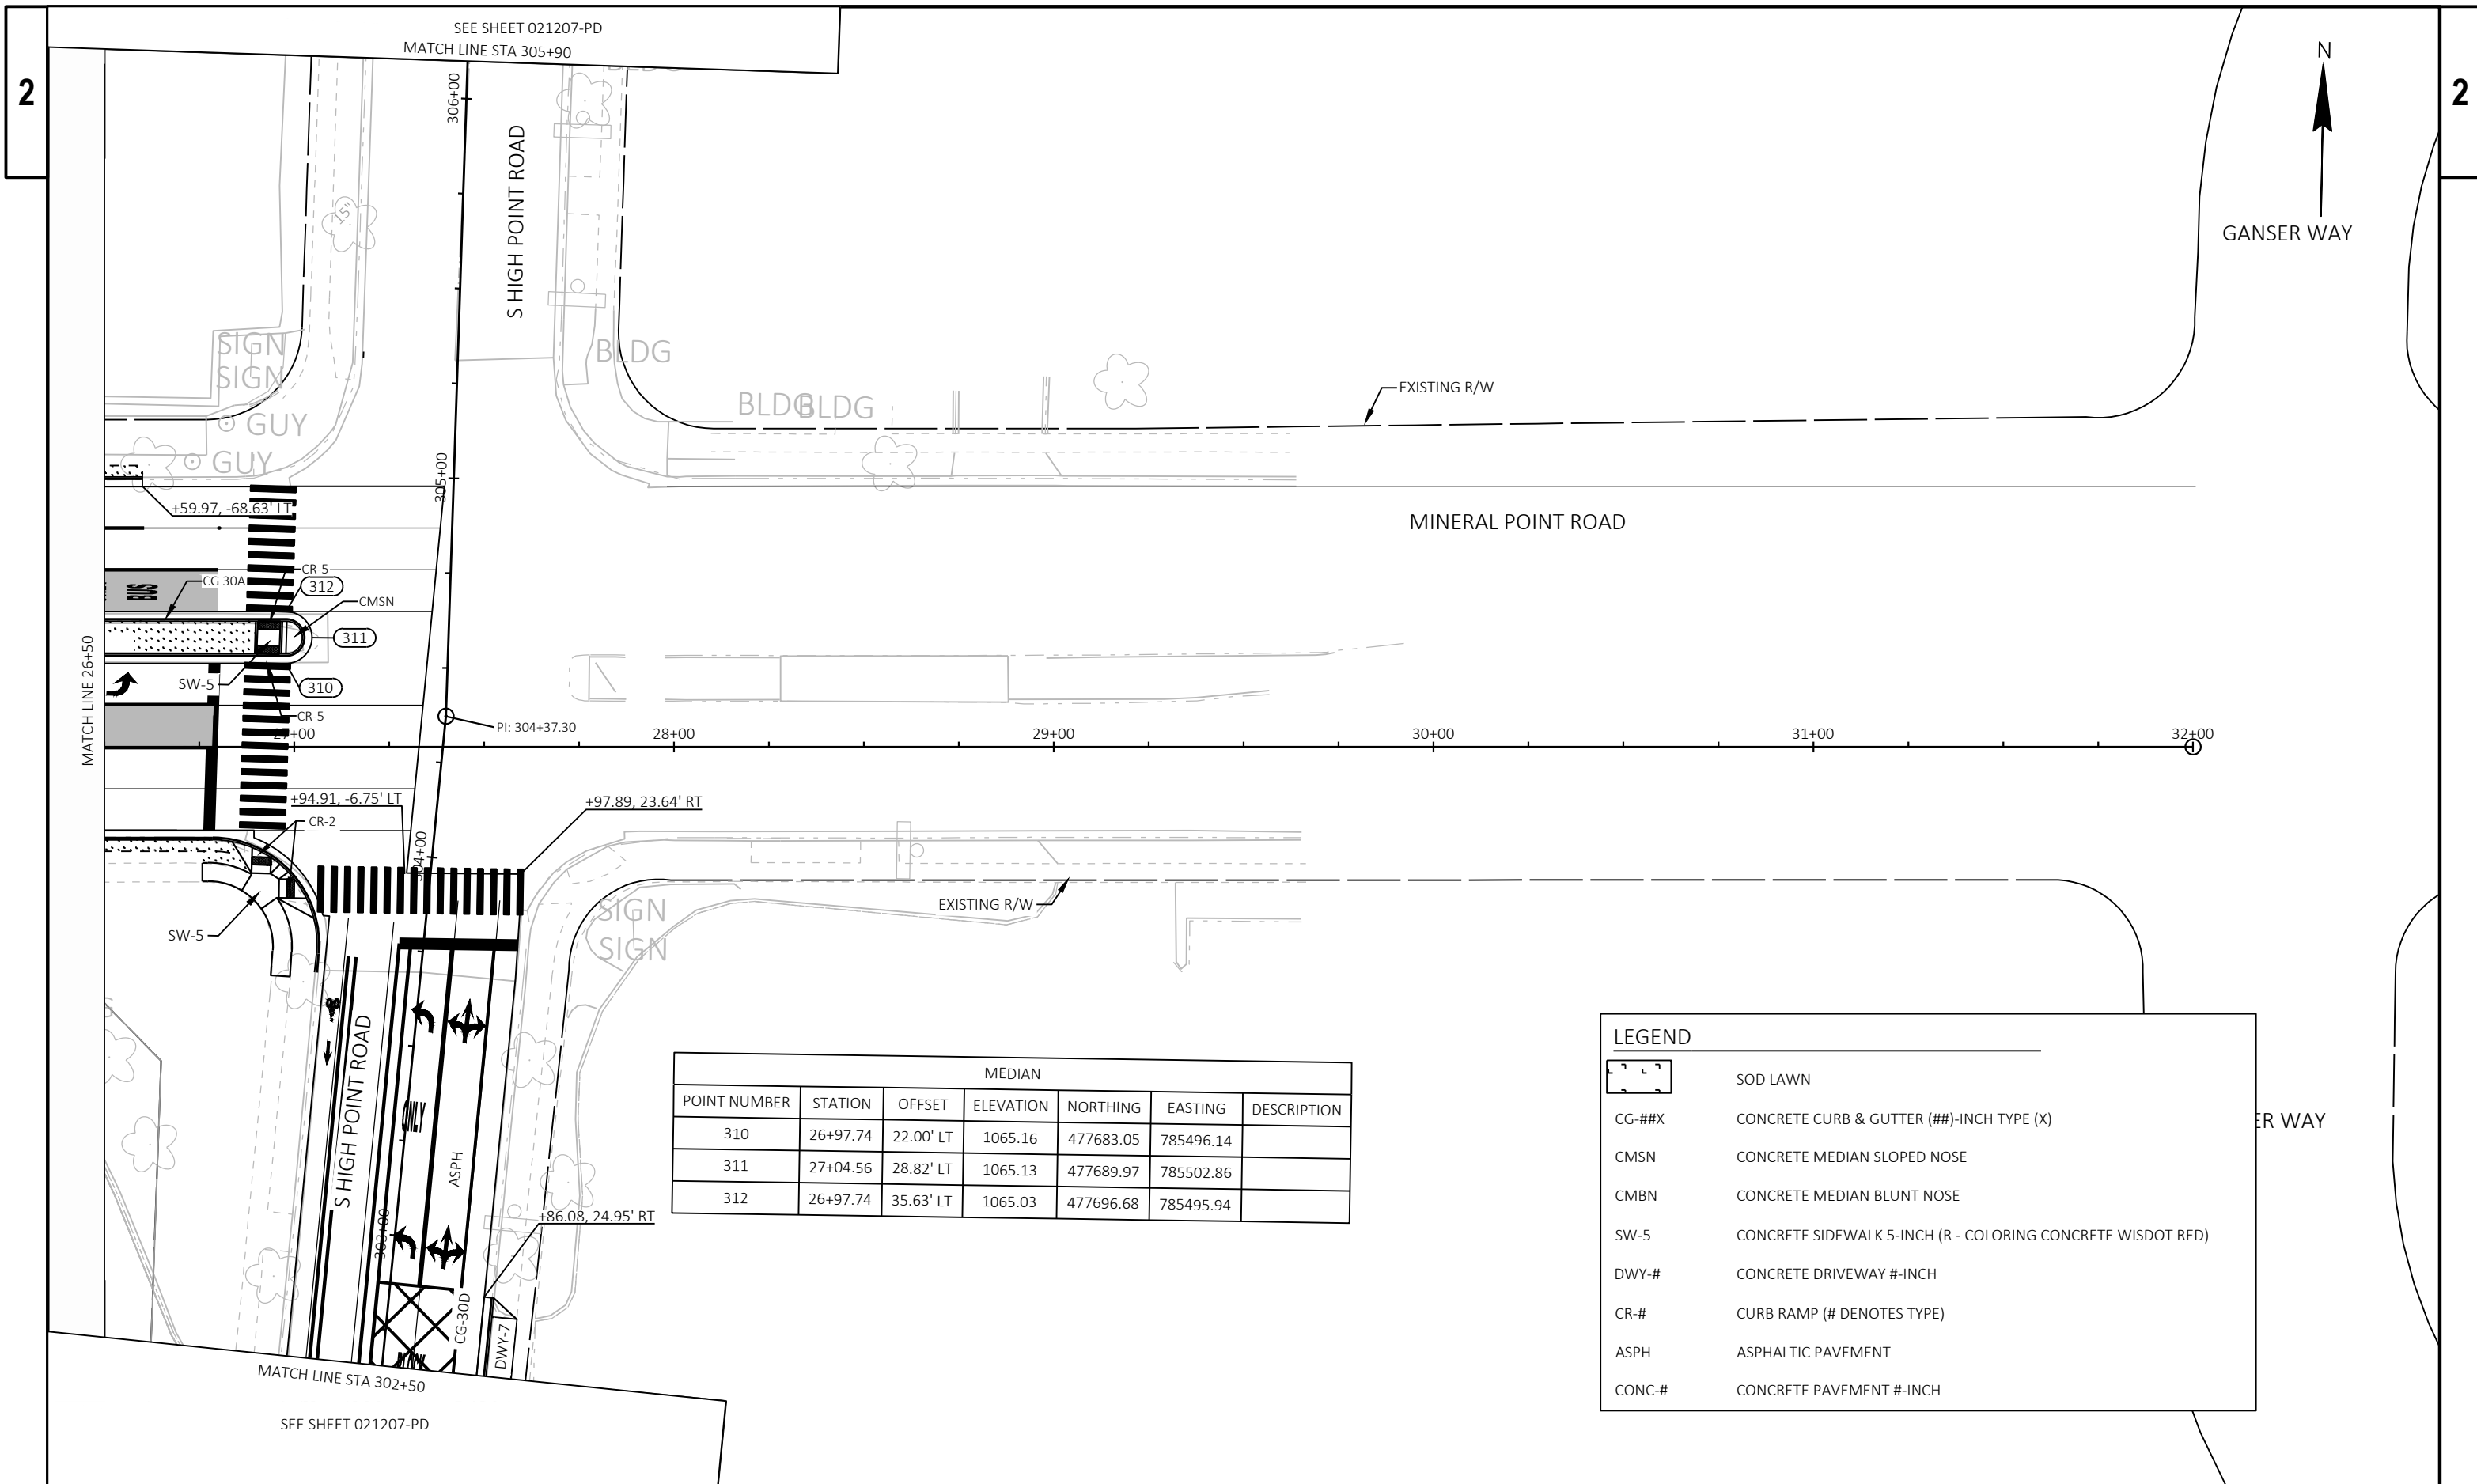 SEE SHEET 021207-PD
MATCH LINE STA 305+90
2
2
N
GANSER WAY
306+00
S HIGH POINT ROAD
15"
SIGN
SIGN
GUY
GUY
BLDG
BLDG
BLDG
EXISTING R/W
305+00
+59.97, -68.63' LT
MINERAL POINT ROAD
CG 30A
BUS
CR-5
312
CMSN
311
MATCH LINE 26+50
SW-5
310
CR-5
PI: 304+37.30
27+00
28+00
29+00
30+00
31+00
32+00
+94.91, -6.75' LT
+97.89, 23.64' RT
CR-2
304+00
EXISTING R/W
SIGN
SIGN
SW-5
S HIGH POINT ROAD
ONLY
ASPH
303+00
+86.08, 24.95' RT
CG-30D
DWY-7
MATCH LINE STA 302+50
SEE SHEET 021207-PD
MEDIAN
POINT NUMBER STATION OFFSET ELEVATION NORTHING EASTING DESCRIPTION
310 26+97.74 22.00' LT 1065.16 477683.05 785496.14
311 27+04.56 28.82' LT 1065.13 477689.97 785502.86
312 26+97.74 35.63' LT 1065.03 477696.68 785495.94
LEGEND
SOD LAWN
CG-##X CONCRETE CURB & GUTTER (##)-INCH TYPE (X)
CMSN CONCRETE MEDIAN SLOPED NOSE
CMBN CONCRETE MEDIAN BLUNT NOSE
SW-5 CONCRETE SIDEWALK 5-INCH (R - COLORING CONCRETE WISDOT RED)
DWY-# CONCRETE DRIVEWAY #-INCH
CR-# CURB RAMP (# DENOTES TYPE)
ASPH ASPHALTIC PAVEMENT
CONC-# CONCRETE PAVEMENT #-INCH
ER WAY